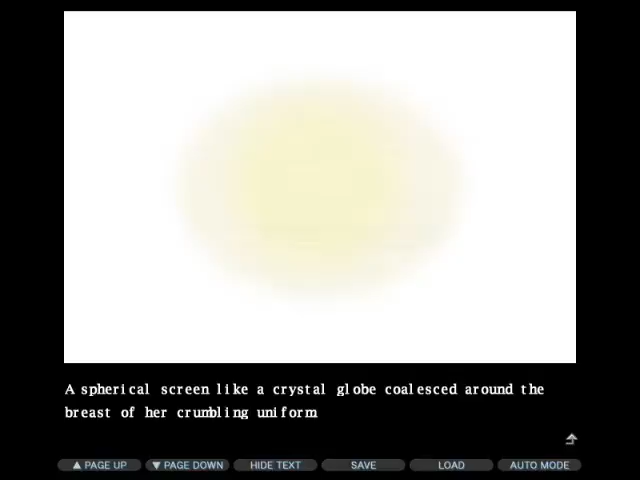 A spherical screen like a crystal globe coalesced around the
breast of her crumbling uniform
▲ PAGE UP ▼ PAGE DOWN HIDE TEXT SAVE LOAD AUTO MODE